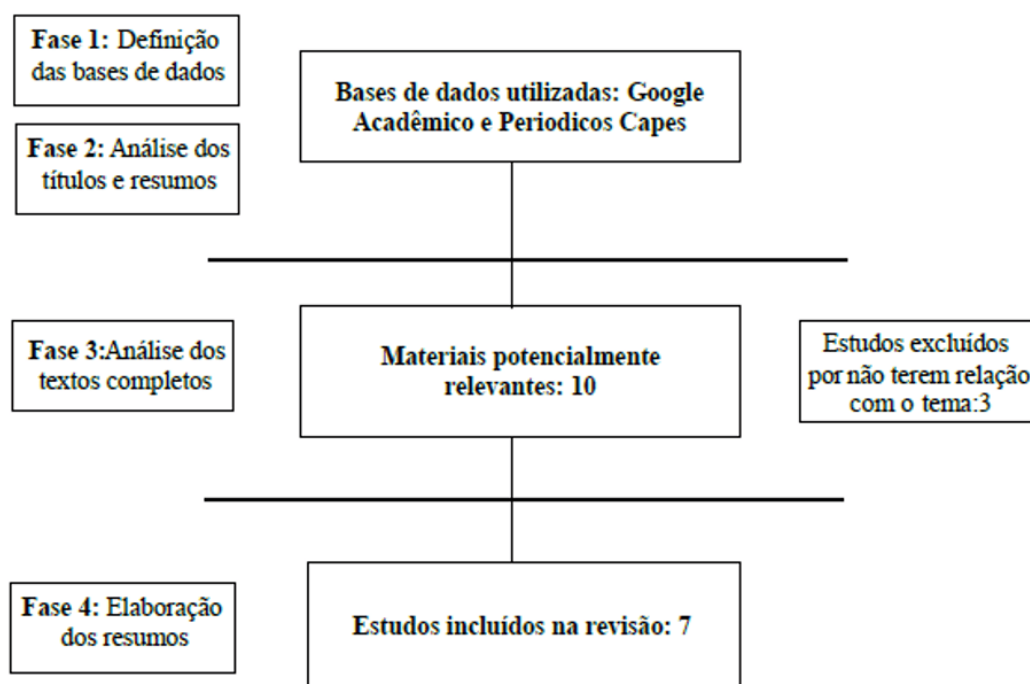 Fase 1: Definição
das bases de dados
Bases de dados utilizadas: Google
Acadêmico e Periodicos Capes
Fase 2: Análise dos
títulos e resumos
Fase 3:Análise dos
textos completos
Materiais potencialmente
relevantes: 10
Estudos excluídos
por não terem relação
com o tema:3
Fase 4: Elaboração
dos resumos
Estudos incluídos na revisão: 7